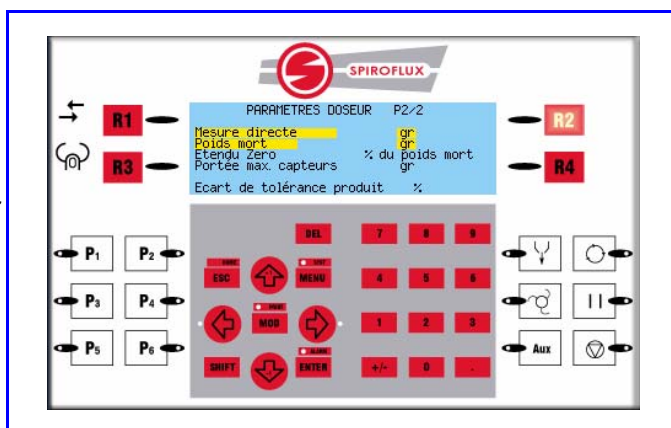 SPIROFLUX
PARAMETRES DOSEUR P2/2
Mesure directe gr
Poids mort gr
Etendu Zero % du poids mort
Portée max. capteurs gr
Ecart de tolérance produit %
R1
R2
R3
R4
DEL 7 8 9
ESC MENU 4 5 6
MOD 1 2 3
SHIFT ENTER +/- 0 .
P1 P2
P3 P4
P5 P6
Aux